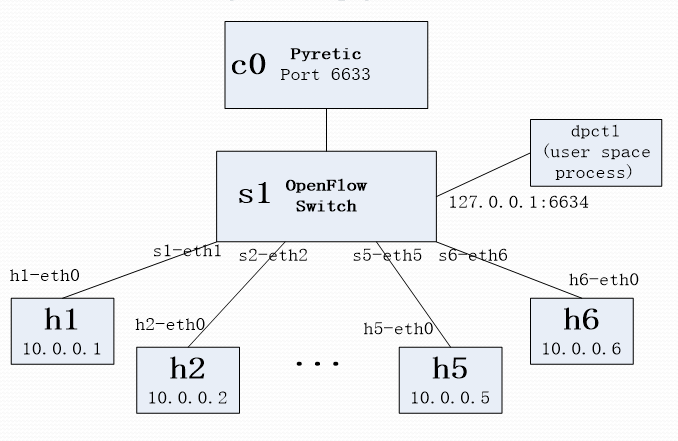 c0
Pyretic
Port 6633
dpctl
(user space
process)
s1
OpenFlow
Switch
127.0.0.1:6634
s1-eth1
s2-eth2
s5-eth5
s6-eth6
h1-eth0
h6-eth0
h1
10.0.0.1
h2-eth0
h5-eth0
h6
10.0.0.6
h2
10.0.0.2
...
h5
10.0.0.5